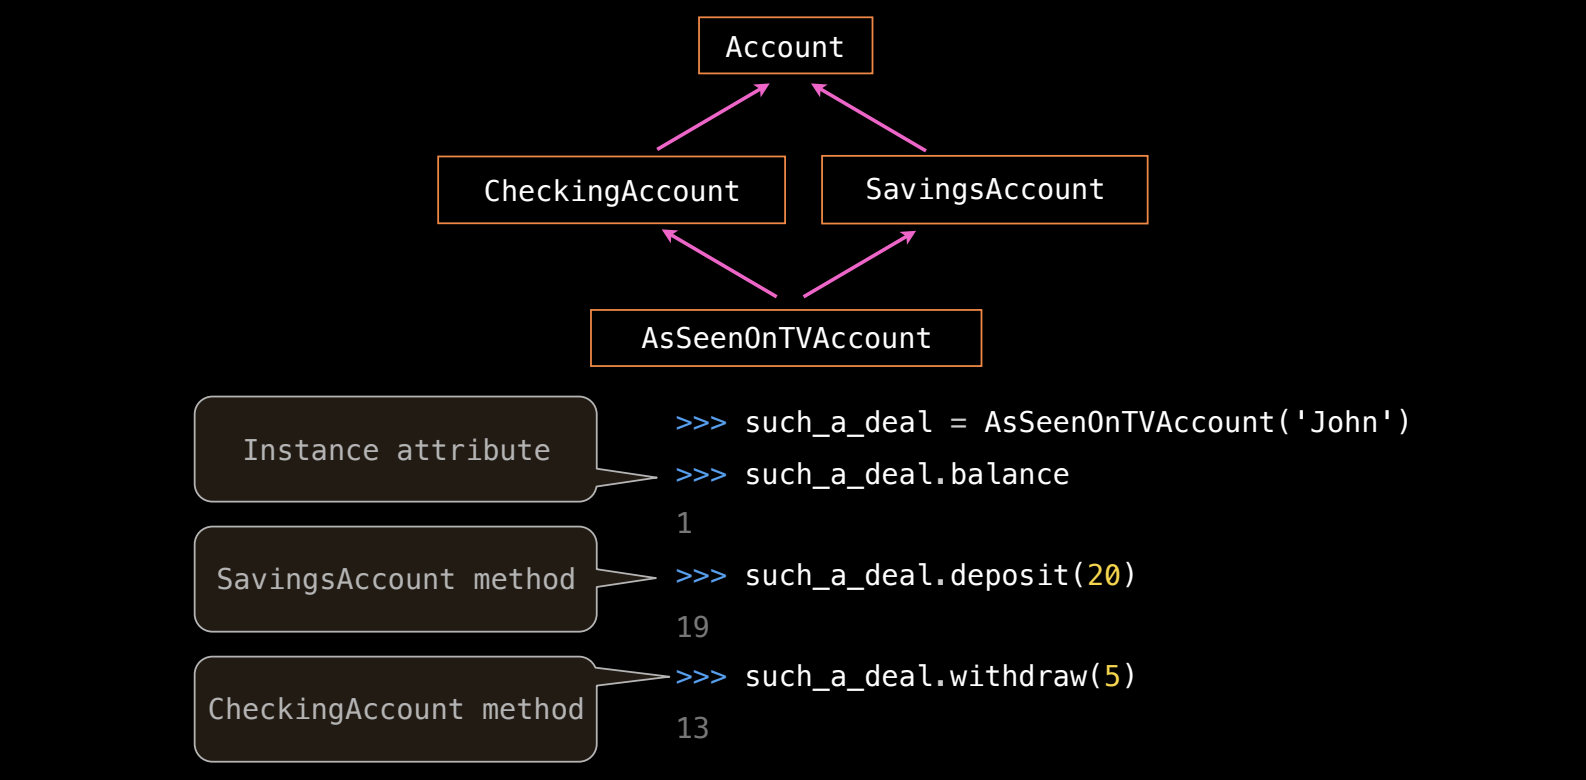 Account
CheckingAccount
SavingsAccount
AsSeenOnTVAccount
Instance attribute
>>> such_a_deal = AsSeenOnTVAccount('John')
>>> such_a_deal.balance
1
SavingsAccount method
>>> such_a_deal.deposit(20)
19
CheckingAccount method
>>> such_a_deal.withdraw(5)
13